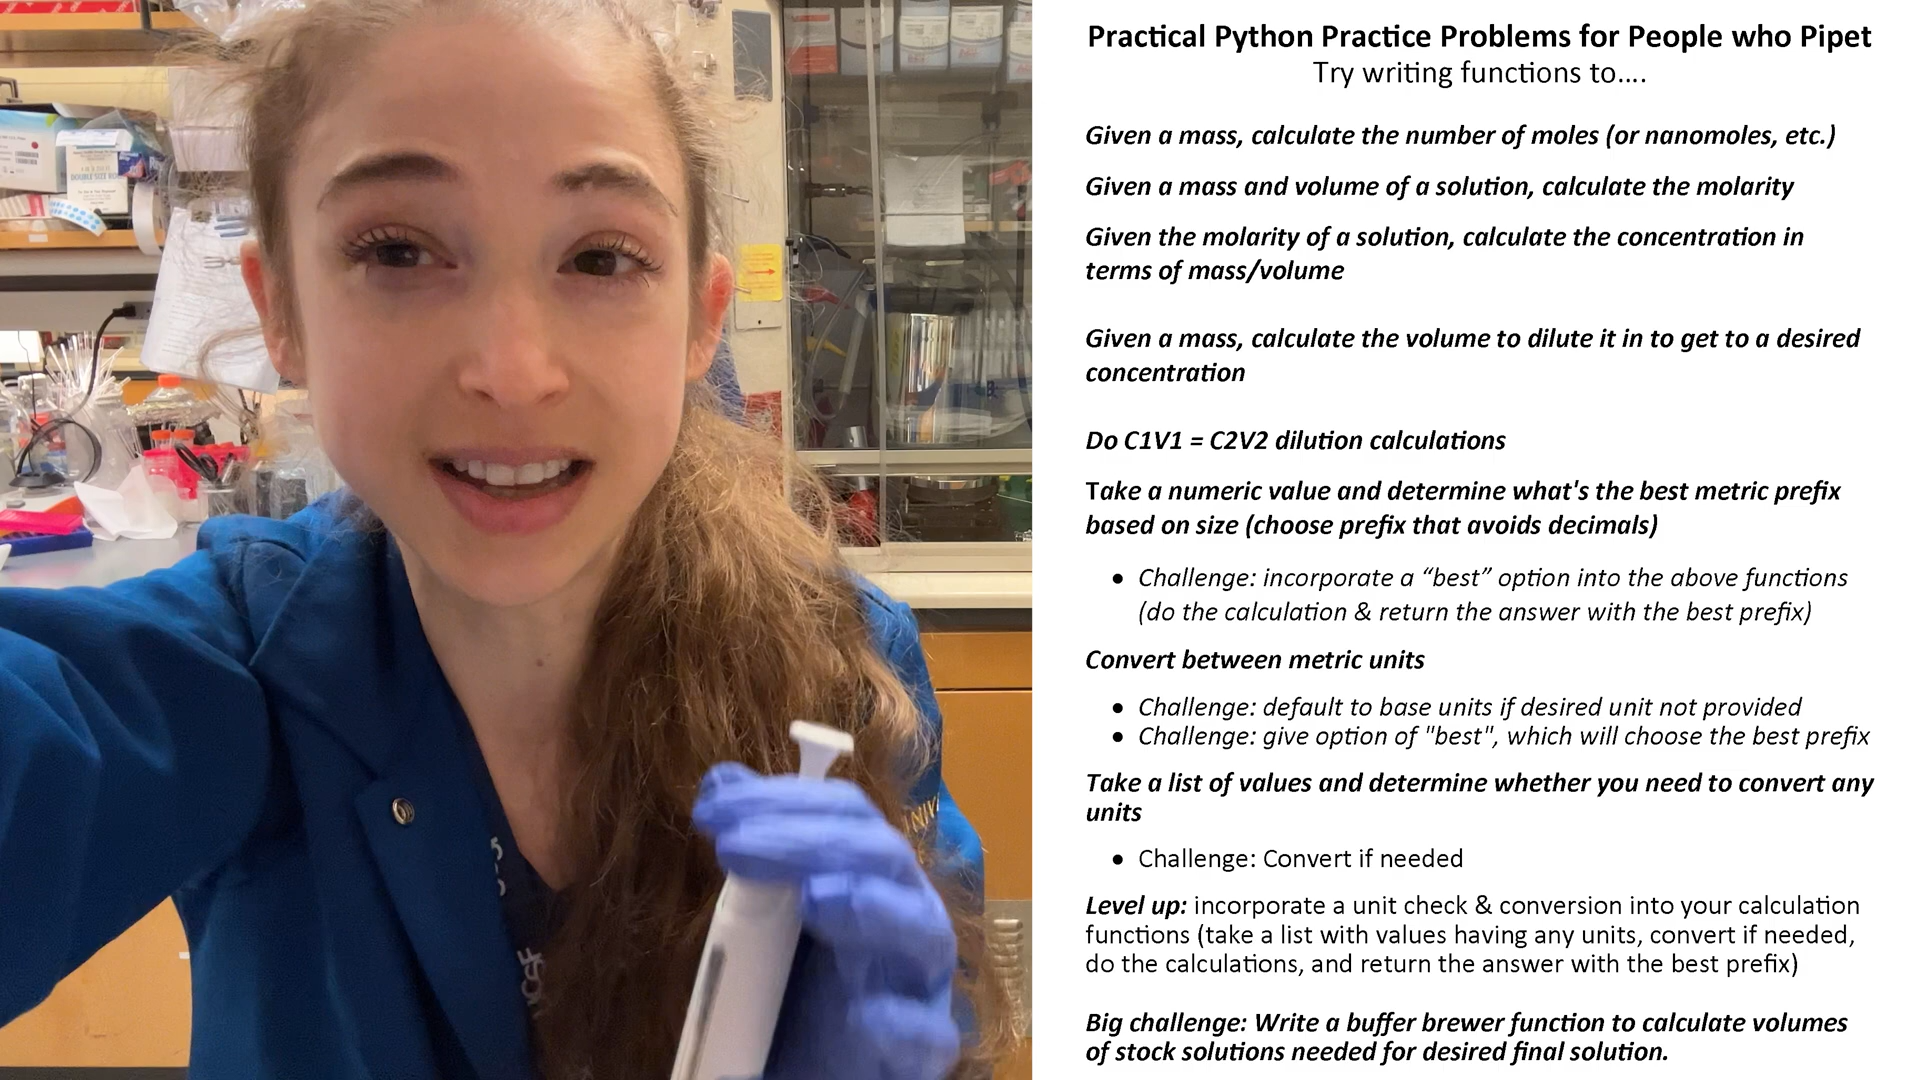 Practical Python Practice Problems for People who Pipet
Try writing functions to....
Given a mass, calculate the number of moles (or nanomoles, etc.)
Given a mass and volume of a solution, calculate the molarity
Given the molarity of a solution, calculate the concentration in
terms of mass/volume
Given a mass, calculate the volume to dilute it in to get to a desired
concentration
Do C1V1 = C2V2 dilution calculations
Take a numeric value and determine what's the best metric prefix
based on size (choose prefix that avoids decimals)
• Challenge: incorporate a “best” option into the above functions
(do the calculation & return the answer with the best prefix)
Convert between metric units
• Challenge: default to base units if desired unit not provided
• Challenge: give option of "best", which will choose the best prefix
Take a list of values and determine whether you need to convert any
units
• Challenge: Convert if needed
Level up: incorporate a unit check & conversion into your calculation
functions (take a list with values having any units, convert if needed,
do the calculations, and return the answer with the best prefix)
Big challenge: Write a buffer brewer function to calculate volumes
of stock solutions needed for desired final solution.